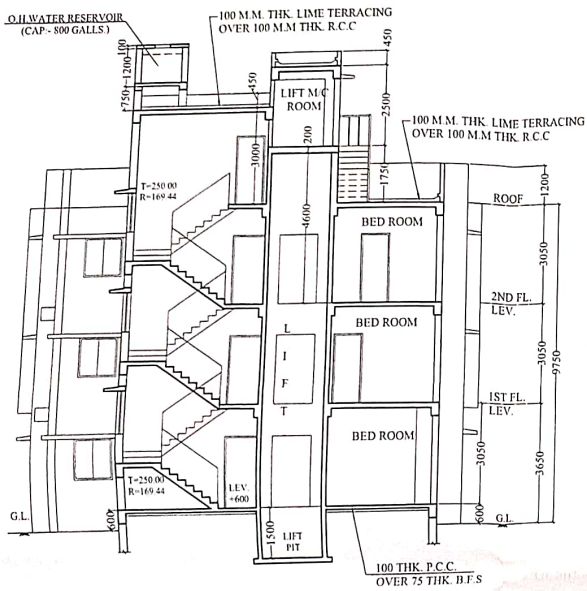 O.H.WATER RESERVOIR
(CAP:- 800 GALLS.)
100 M.M. THK. LIME TERRACING
OVER 100 M.M THK. R.C.C
450
100
1200
750
450
LIFT M/C
ROOM
2500
200
100 M.M. THK. LIME TERRACING
OVER 100 M.M THK. R.C.C
T=250.00
R=169.44
3000
1750
4600
1200
ROOF
BED ROOM
3050
2ND FL.
LEV.
BED ROOM
L
I
F
T
3050
9750
1ST FL.
LEV.
BED ROOM
3050
3650
T=250.00
R=169.44
LEV.
+600
G.L.
600
1500
LIFT
PIT
600
G.L.
100 THK. P.C.C.
OVER 75 THK. B.F.S